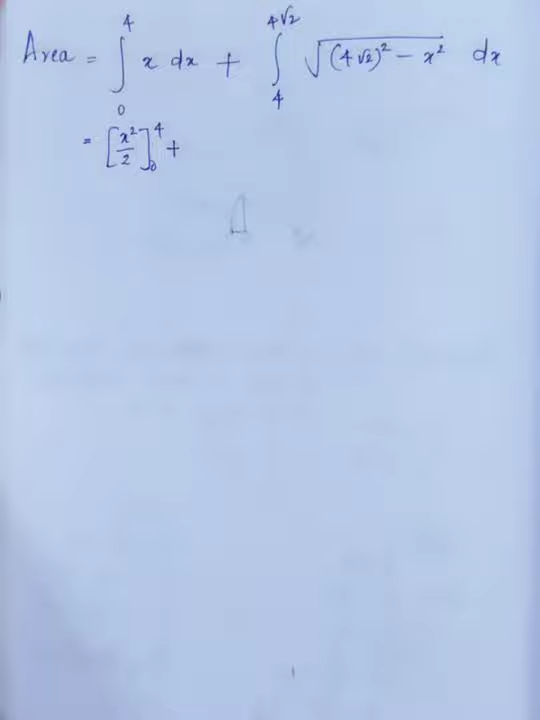 Area = ∫₀⁴ x dx + ∫₄^{4√2} √((4√2)² − x²) dx
= [x²/2]₀⁴ +